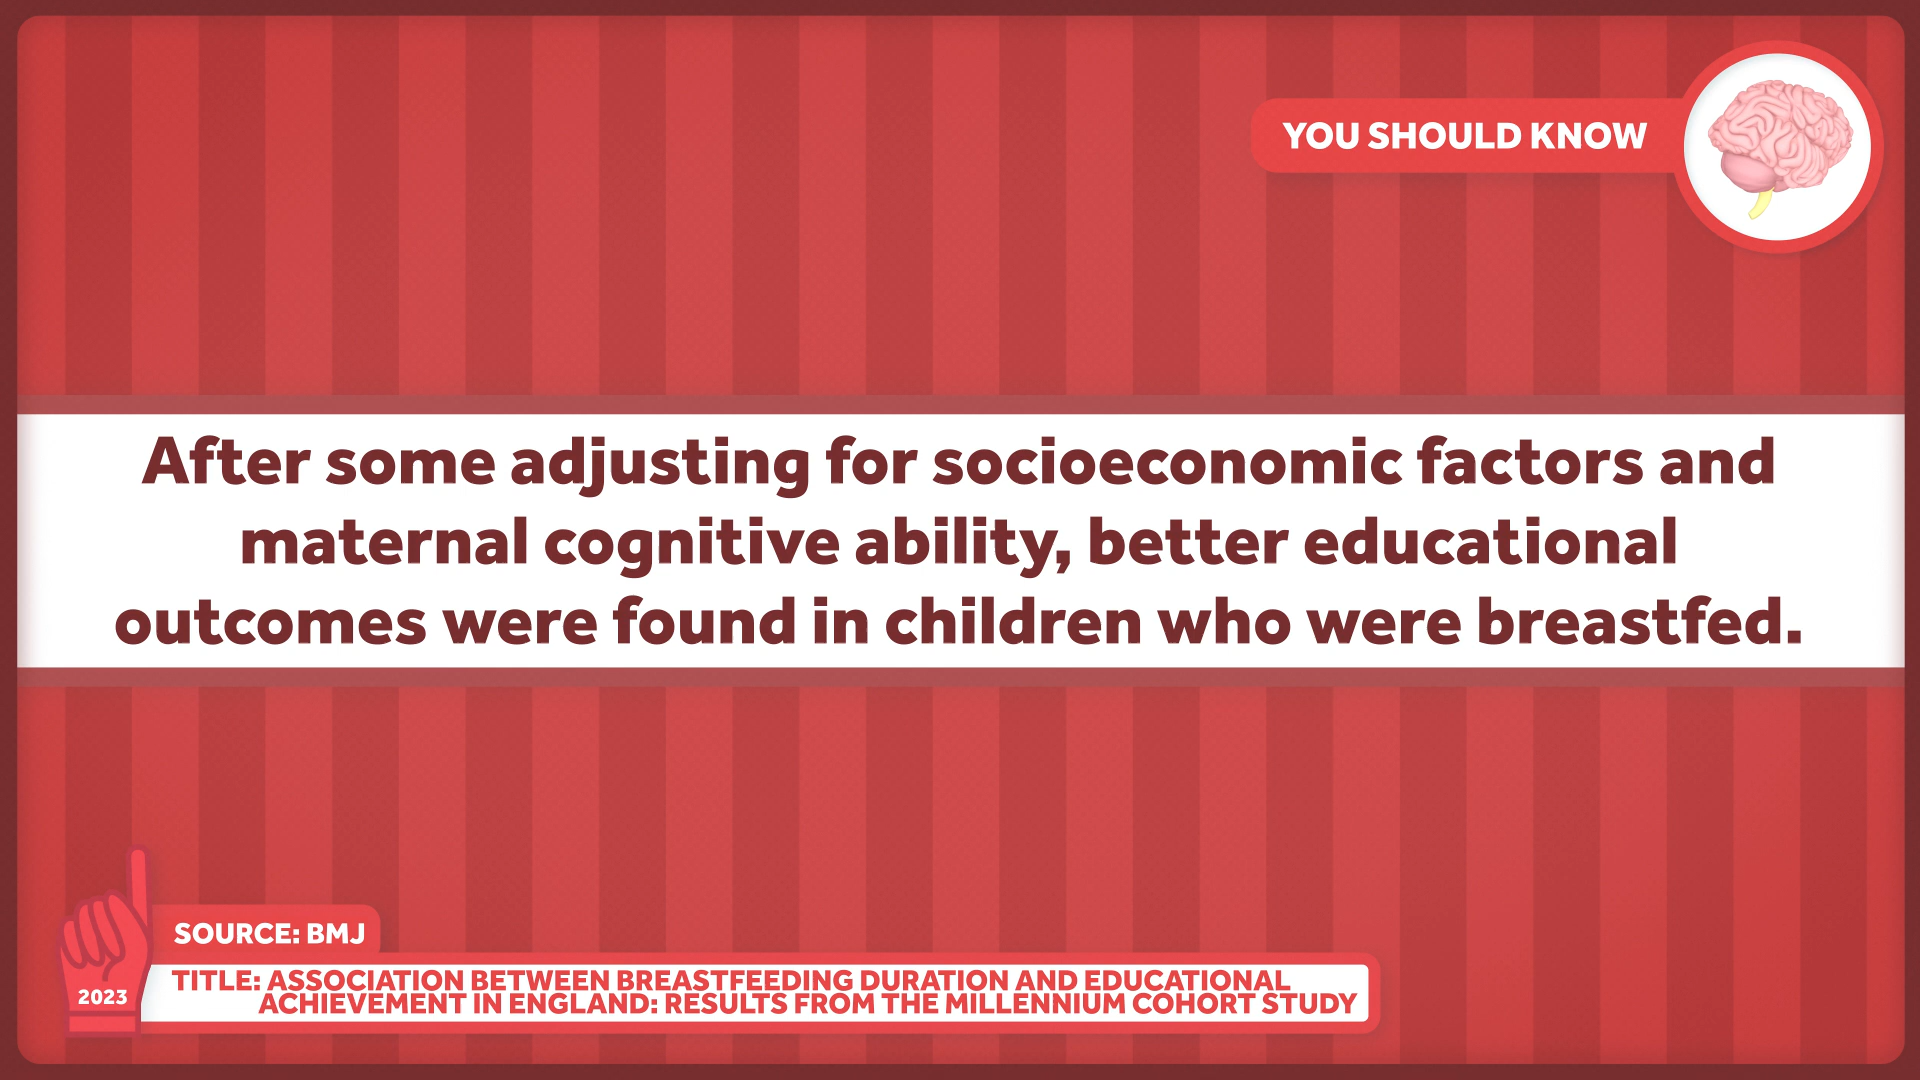 YOU SHOULD KNOW
After some adjusting for socioeconomic factors and
maternal cognitive ability, better educational
outcomes were found in children who were breastfed.
SOURCE: BMJ
2023
TITLE: ASSOCIATION BETWEEN BREASTFEEDING DURATION AND EDUCATIONAL
ACHIEVEMENT IN ENGLAND: RESULTS FROM THE MILLENNIUM COHORT STUDY